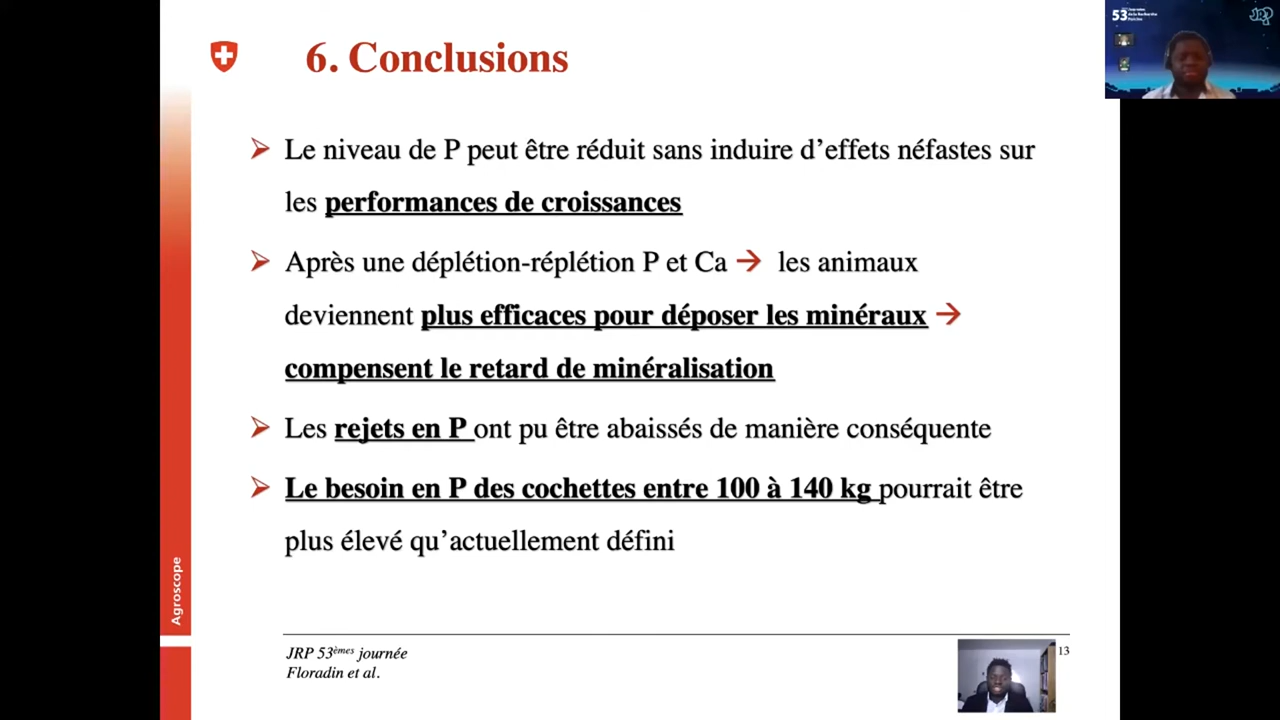 6. Conclusions
Le niveau de P peut être réduit sans induire d’effets néfastes sur
les performances de croissances
Après une déplétion-réplétion P et Ca → les animaux
deviennent plus efficaces pour déposer les minéraux →
compensent le retard de minéralisation
Les rejets en P ont pu être abaissés de manière conséquente
Le besoin en P des cochettes entre 100 à 140 kg pourrait être
plus élevé qu’actuellement défini
Agroscope
JRP 53èmes journée
Floradin et al.
13
53
JRP